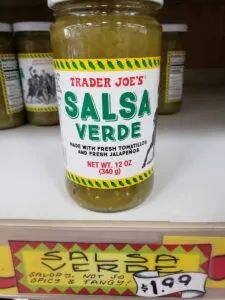 TRADER JOE'S
SALSA
VERDE
MADE WITH FRESH TOMATILLOS
AND FRESH JALAPEÑOS
NET WT. 12 OZ
(340 g)
SALSA
VERDE
SAVORY, NOT SO
SPICY & TANGY!
$1.99